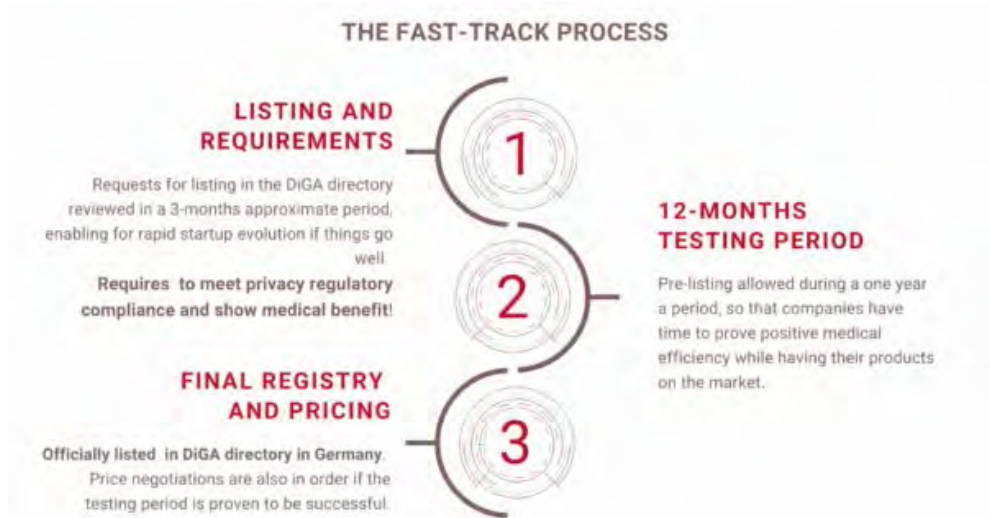 THE FAST-TRACK PROCESS
LISTING AND
REQUIREMENTS
1
Requests for listing in the DiGA directory
reviewed in a 3-months approximate period,
enabling for rapid startup evolution if things go
well.
Requires to meet privacy regulatory
compliance and show medical benefit!
2
12-MONTHS
TESTING PERIOD
Pre-listing allowed during a one year
a period, so that companies have
time to prove positive medical
efficiency while having their products
on the market.
3
FINAL REGISTRY
AND PRICING
Officially listed in DiGA directory in Germany.
Price negotiations are also in order if the
testing period is proven to be successful.